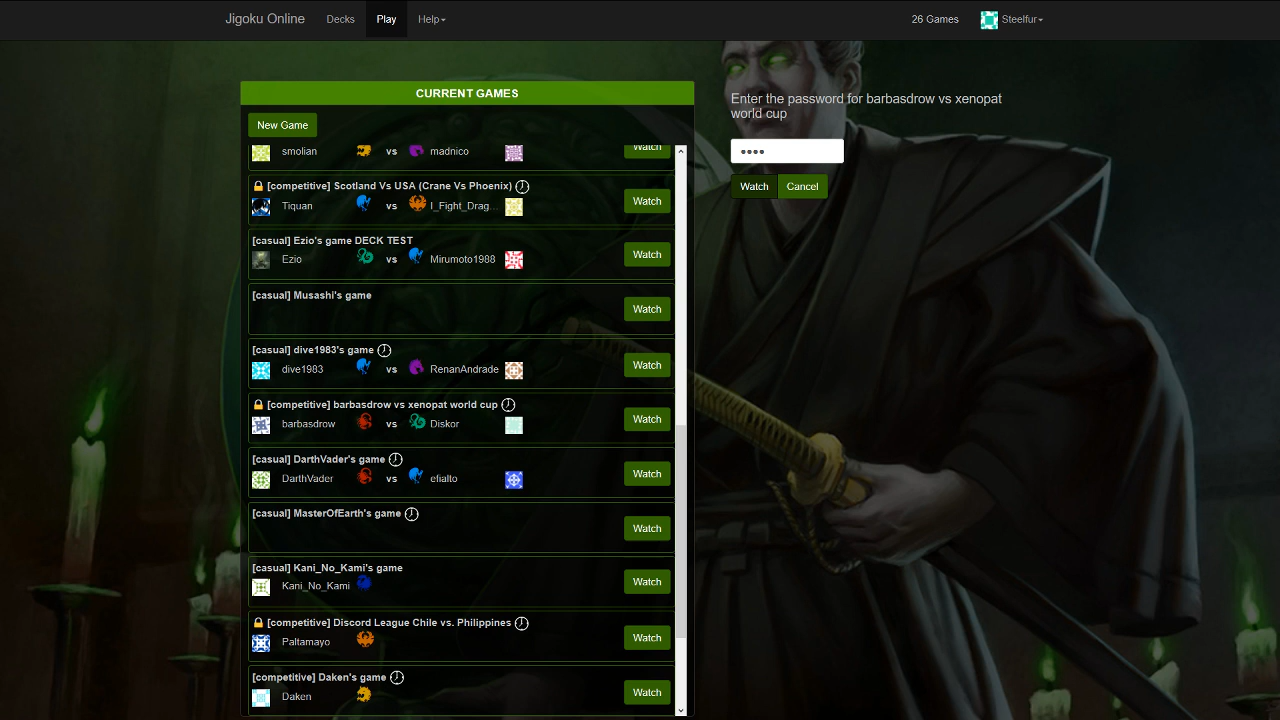 Jigoku Online Decks Play Help 26 Games Steelfur
CURRENT GAMES
New Game
smolian vs madnico Watch
[competitive] Scotland Vs USA (Crane Vs Phoenix)
Tiquan vs I_Fight_Drag... Watch
[casual] Ezio's game DECK TEST
Ezio vs Mirumoto1988 Watch
[casual] Musashi's game
Watch
[casual] dive1983's game
dive1983 vs RenanAndrade Watch
[competitive] barbasdrow vs xenopat world cup
barbasdrow vs Diskor Watch
[casual] DarthVader's game
DarthVader vs efialto Watch
[casual] MasterOfEarth's game
Watch
[casual] Kani_No_Kami's game
Kani_No_Kami Watch
[competitive] Discord League Chile vs. Philippines
Paltamayo Watch
[competitive] Daken's game
Daken Watch
Enter the password for barbasdrow vs xenopat
world cup
••••
Watch Cancel